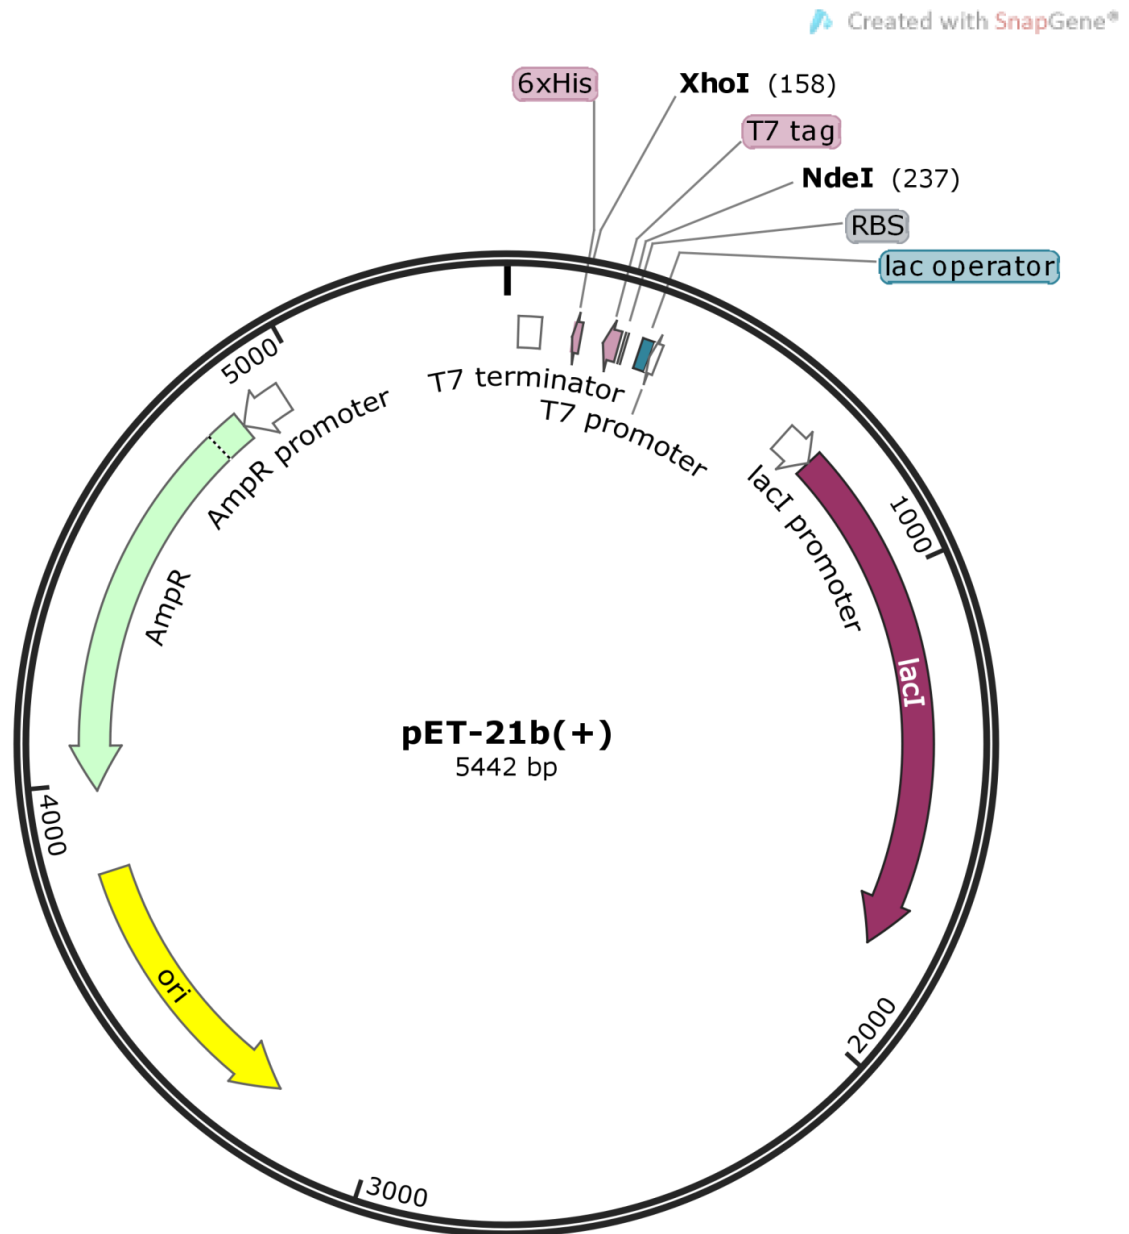 Created with SnapGene®
6xHis
XhoI (158)
T7 tag
NdeI (237)
RBS
lac operator
5000
T7 terminator
AmpR promoter
T7 promoter
lacI promoter
1000
AmpR
lacI
pET-21b(+)
5442 bp
4000
ori
2000
3000